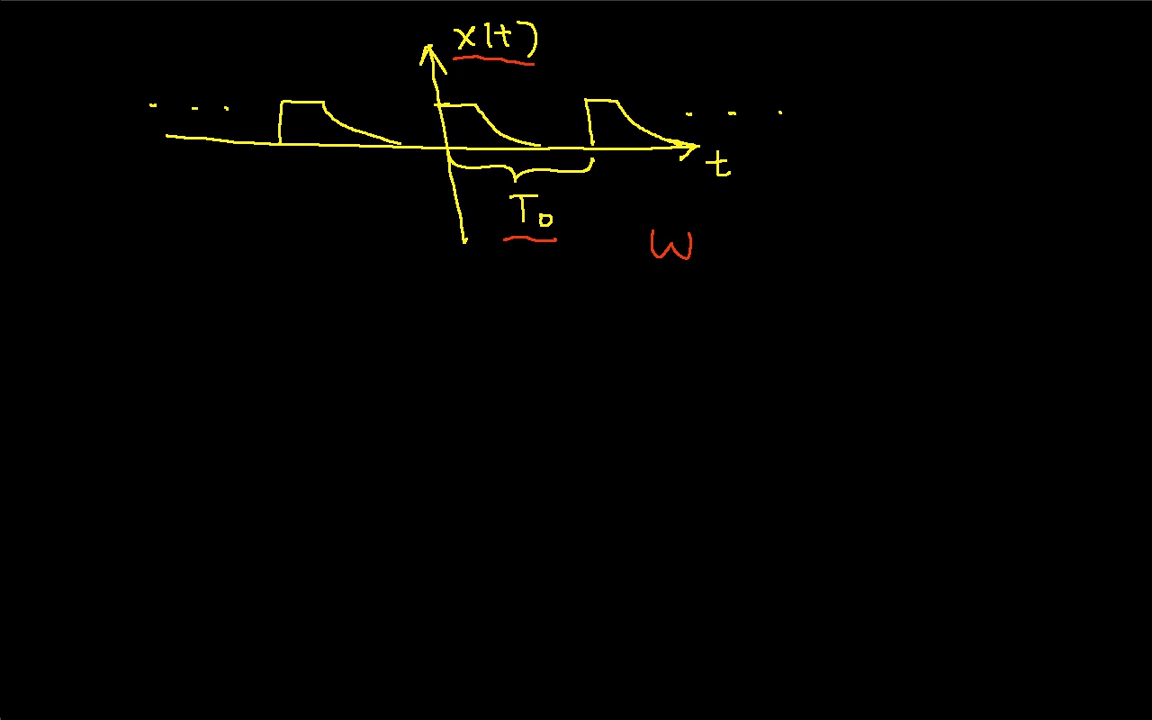 x(t)
. . .
. . .
t
T₀
ω